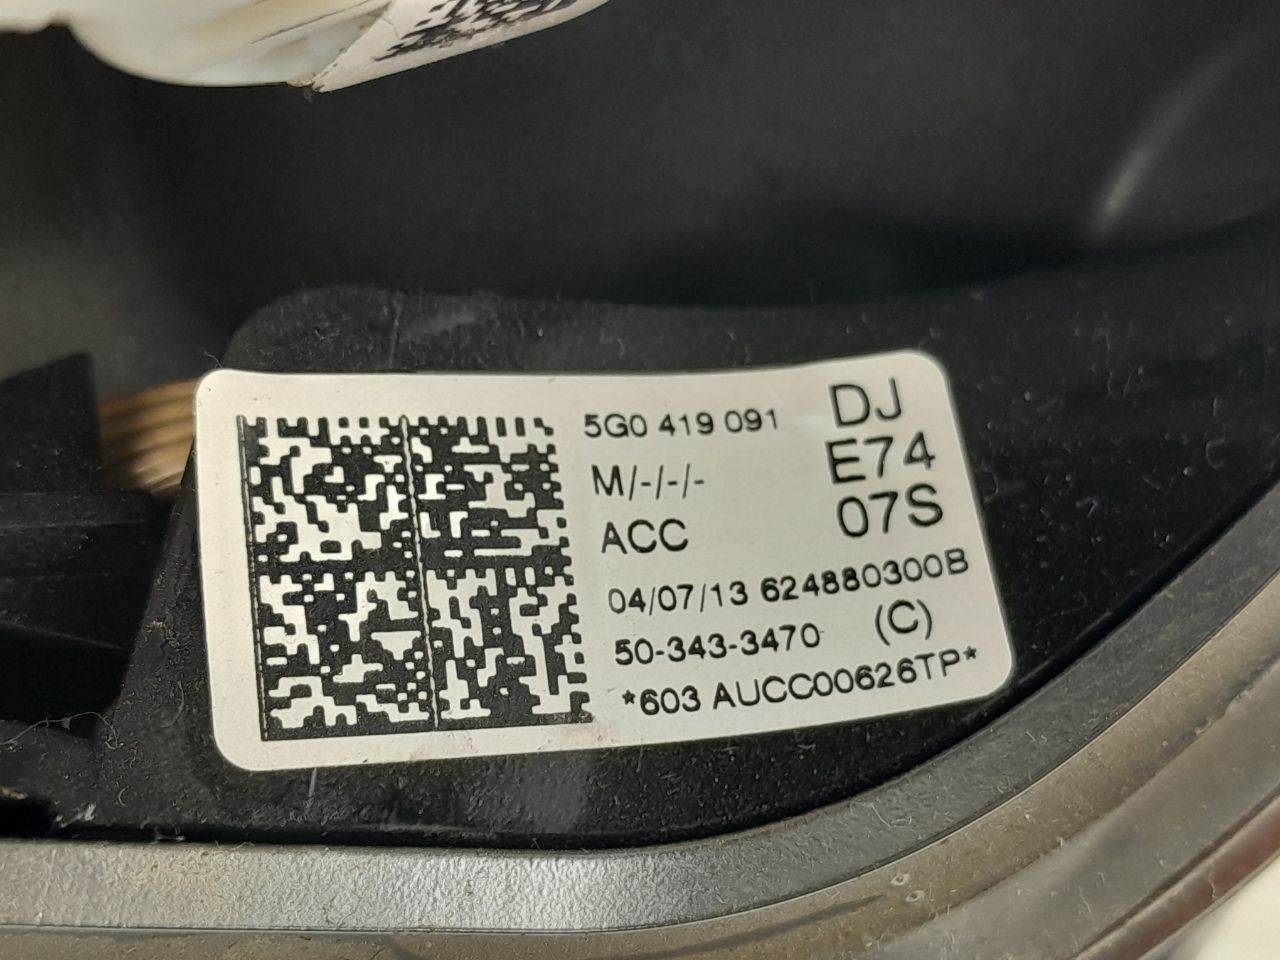 5G0 419 091 DJ
M/-/-/- E74
ACC 07S
04/07/13 624880300B
50-343-3470 (C)
*603 AUCC00626TP*